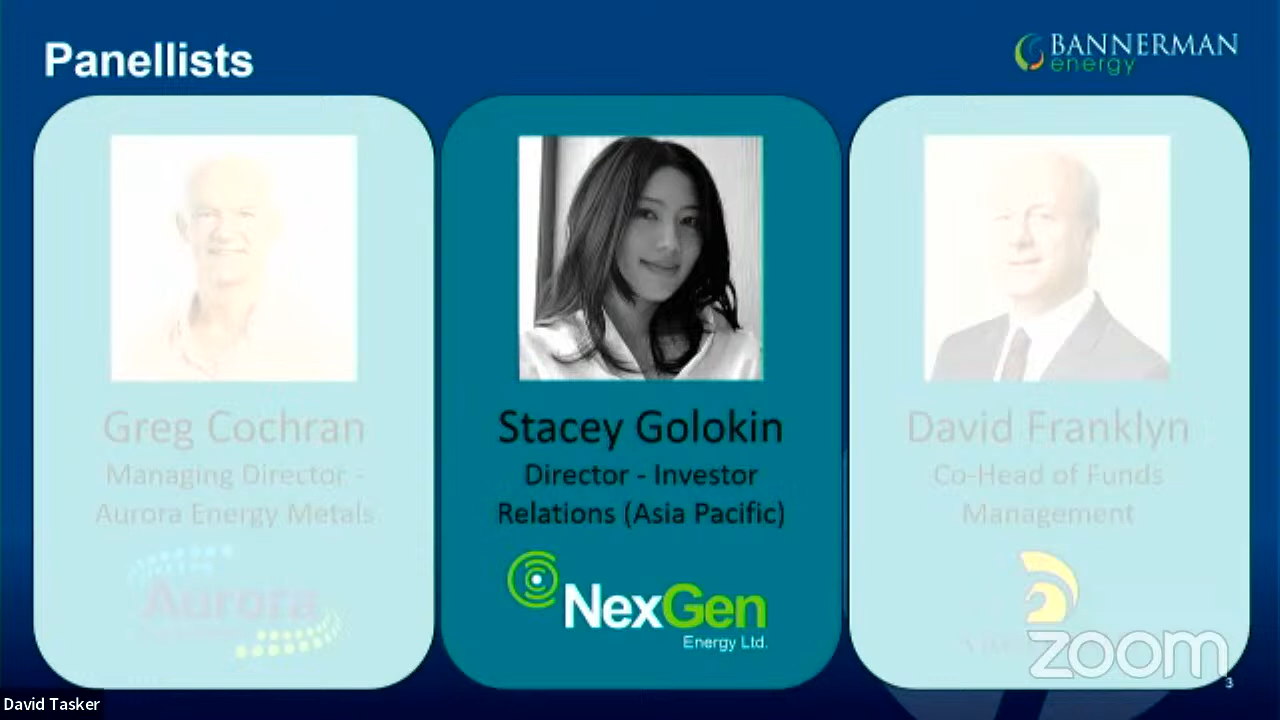 Panellists
BANNERMAN
energy
Greg Cochran
Managing Director -
Aurora Energy Metals
Aurora
Stacey Golokin
Director - Investor
Relations (Asia Pacific)
NexGen
Energy Ltd.
David Franklyn
Co-Head of Funds
Management
zoom
3
David Tasker